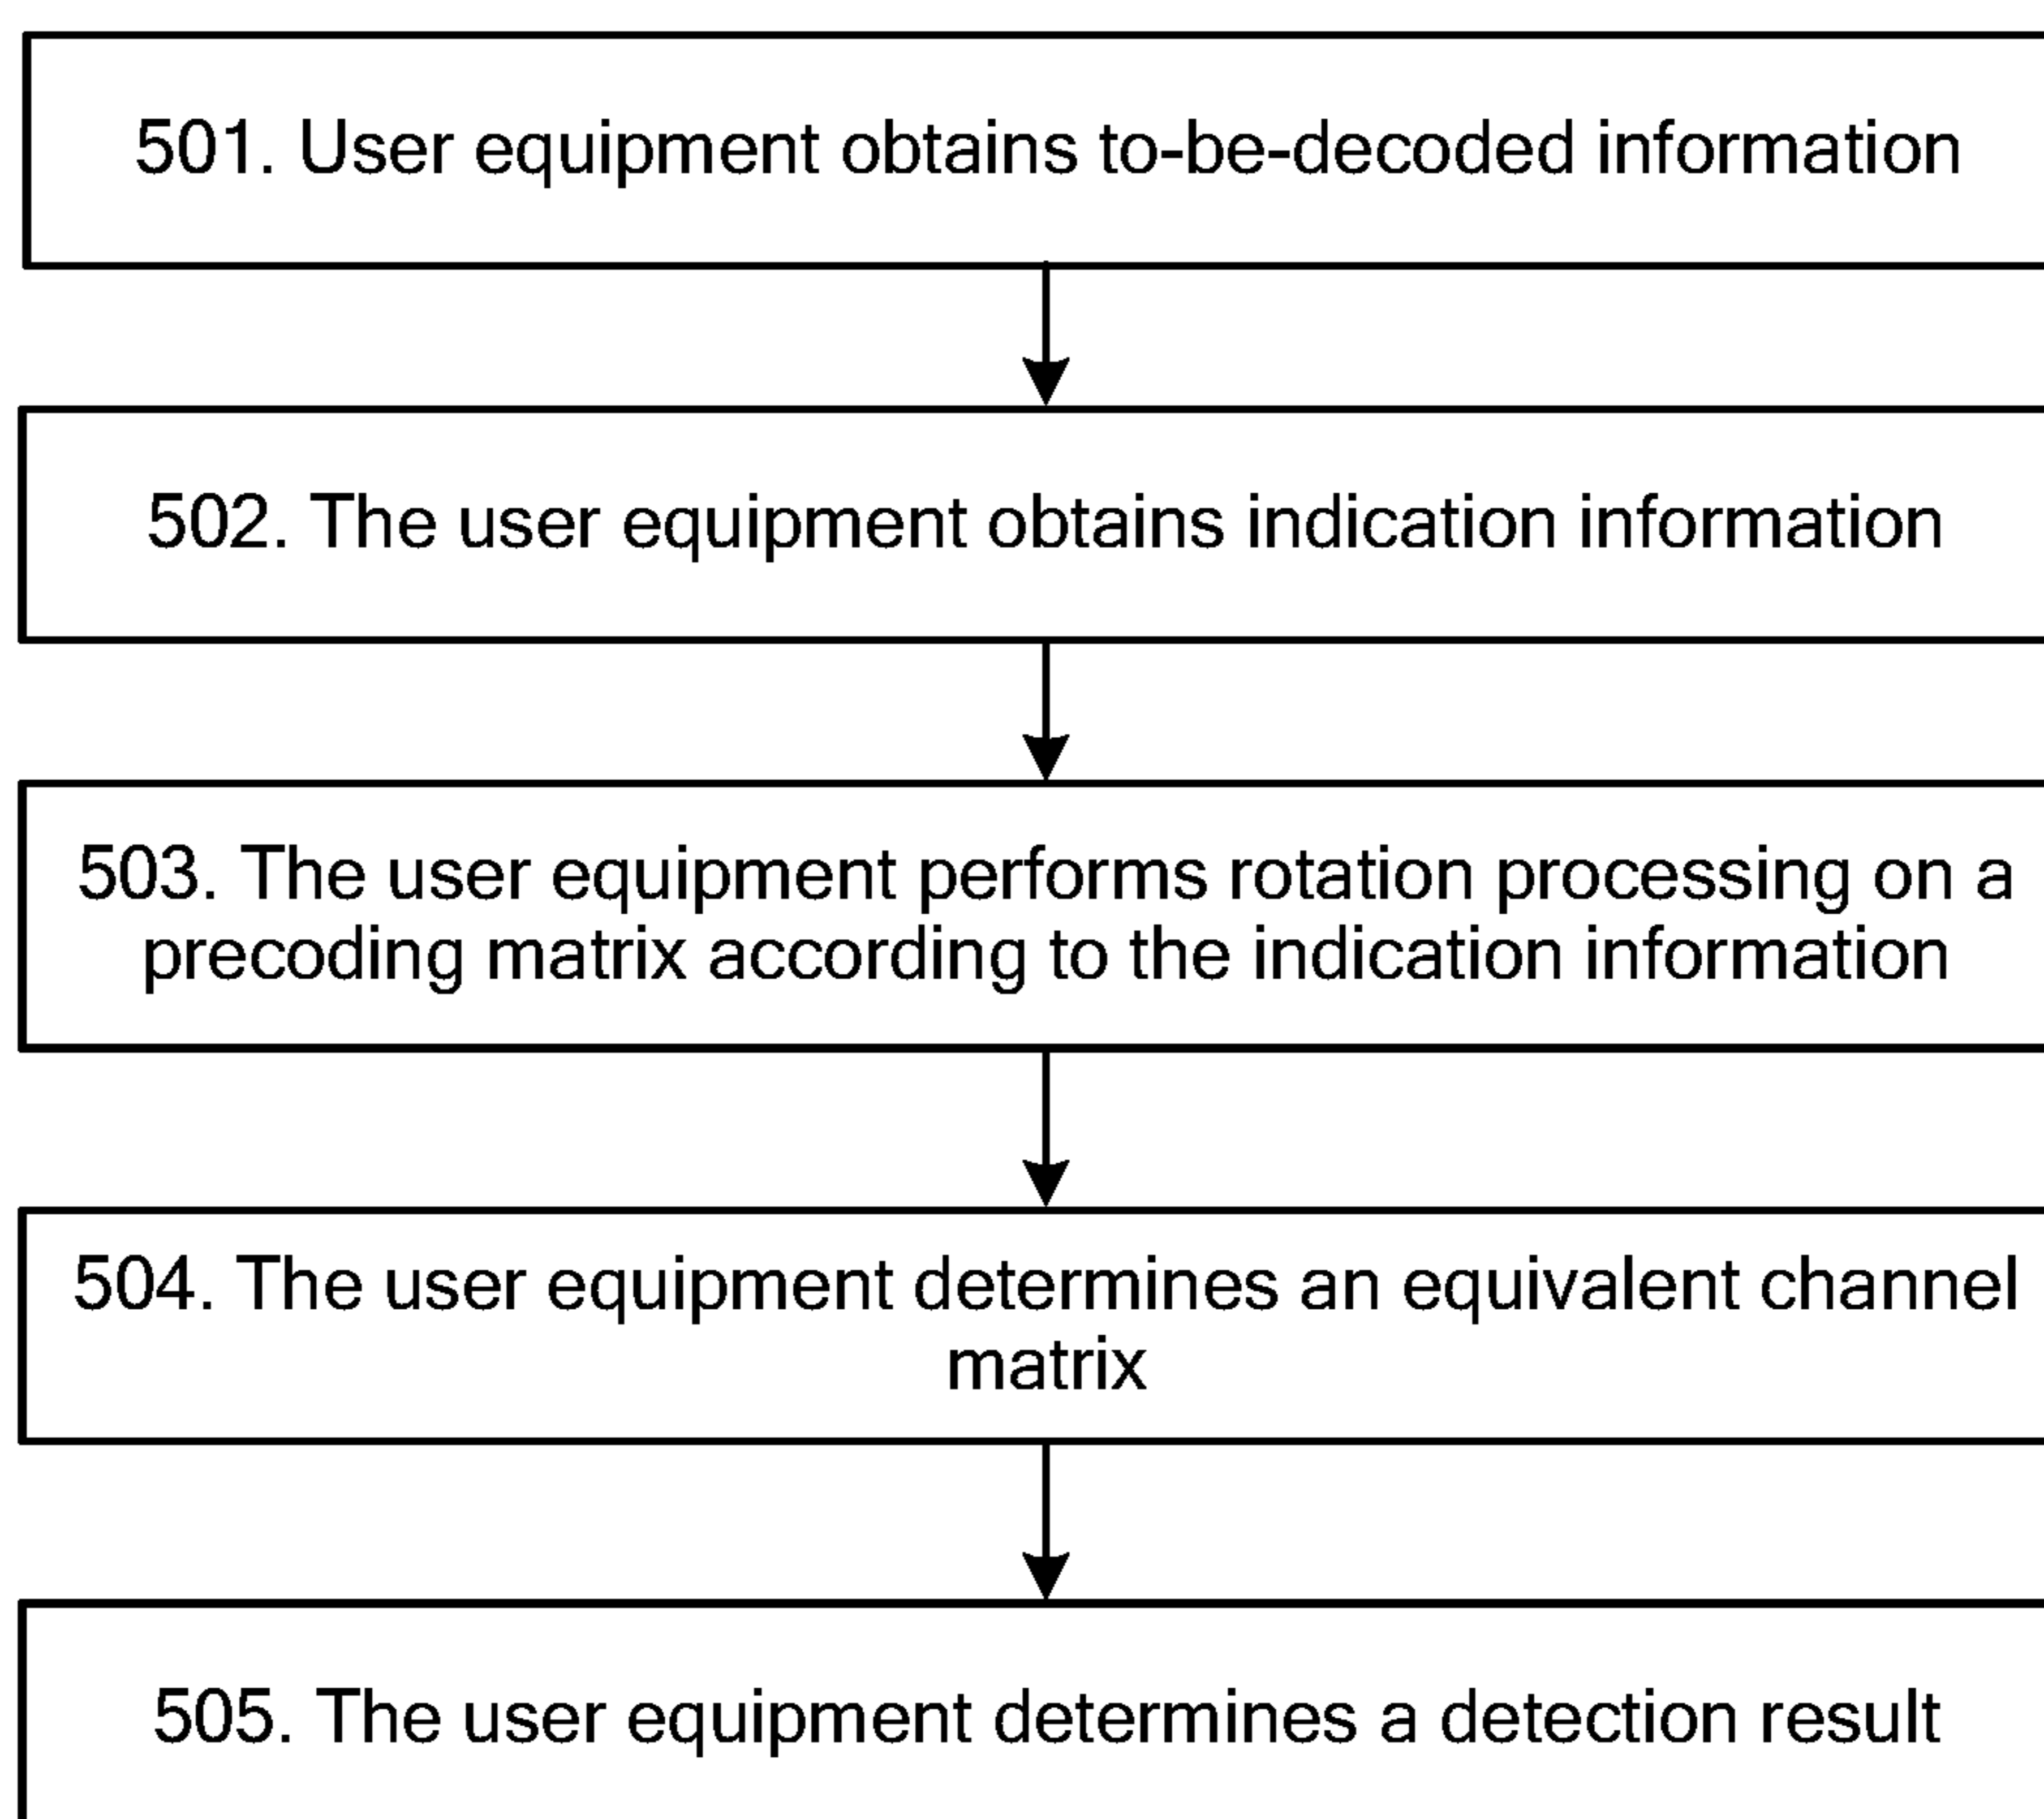 501. User equipment obtains to-be-decoded information
502. The user equipment obtains indication information
503. The user equipment performs rotation processing on a
precoding matrix according to the indication information
504. The user equipment determines an equivalent channel
matrix
505. The user equipment determines a detection result